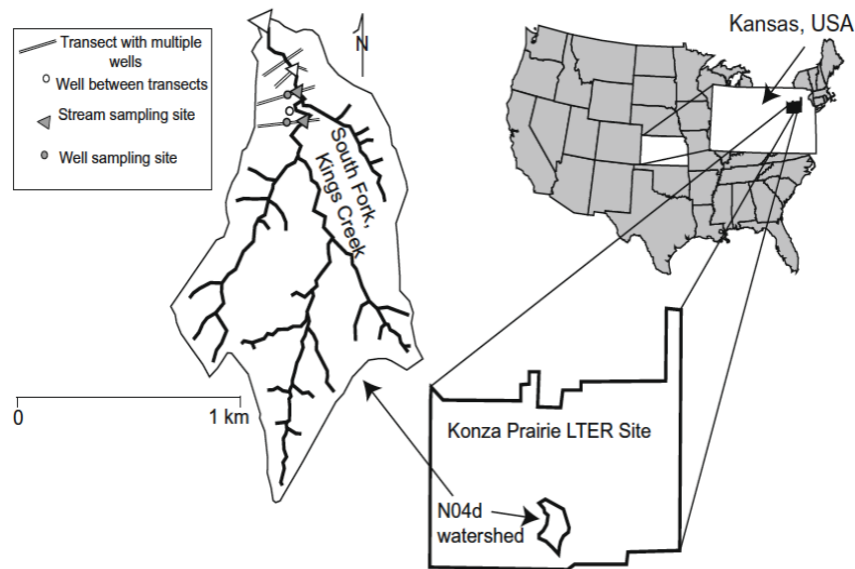 Transect with multiple
wells
Well between transects
Stream sampling site
Well sampling site
N
South Fork,
Kings Creek
0
1 km
Kansas, USA
Konza Prairie LTER Site
N04d
watershed